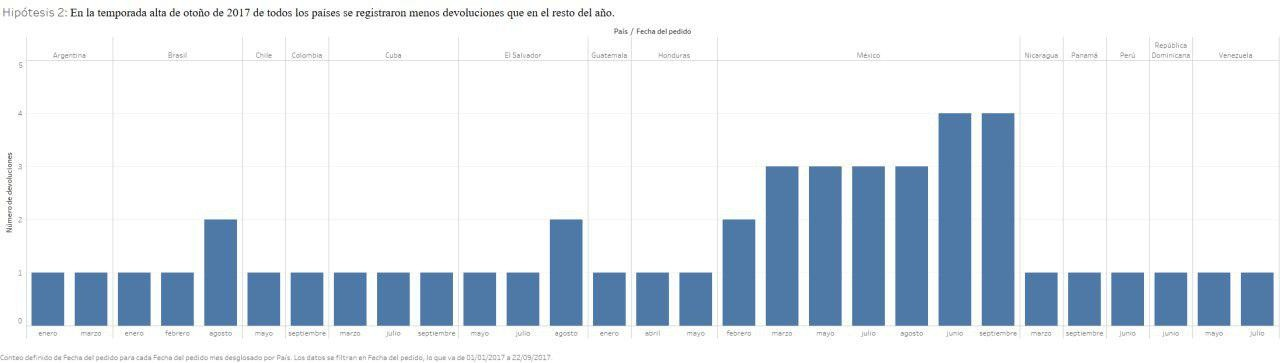 Hipótesis 2: En la temporada alta de otoño de 2017 de todos los países se registraron menos devoluciones que en el resto del año.
País / Fecha del pedido
Argentina Brasil Chile Colombia Cuba El Salvador Guatemala Honduras México Nicaragua Panamá Perú República Dominicana Venezuela
5
4
3
2
1
0
Número de devoluciones
enero marzo enero febrero agosto mayo septiembre marzo julio septiembre mayo julio agosto enero abril mayo febrero marzo mayo julio agosto junio septiembre marzo septiembre junio junio mayo julio
Conteo definido de Fecha del pedido para cada Fecha del pedido mes desglosado por País. Los datos se filtran en Fecha del pedido, lo que va de 01/01/2017 a 22/09/2017.